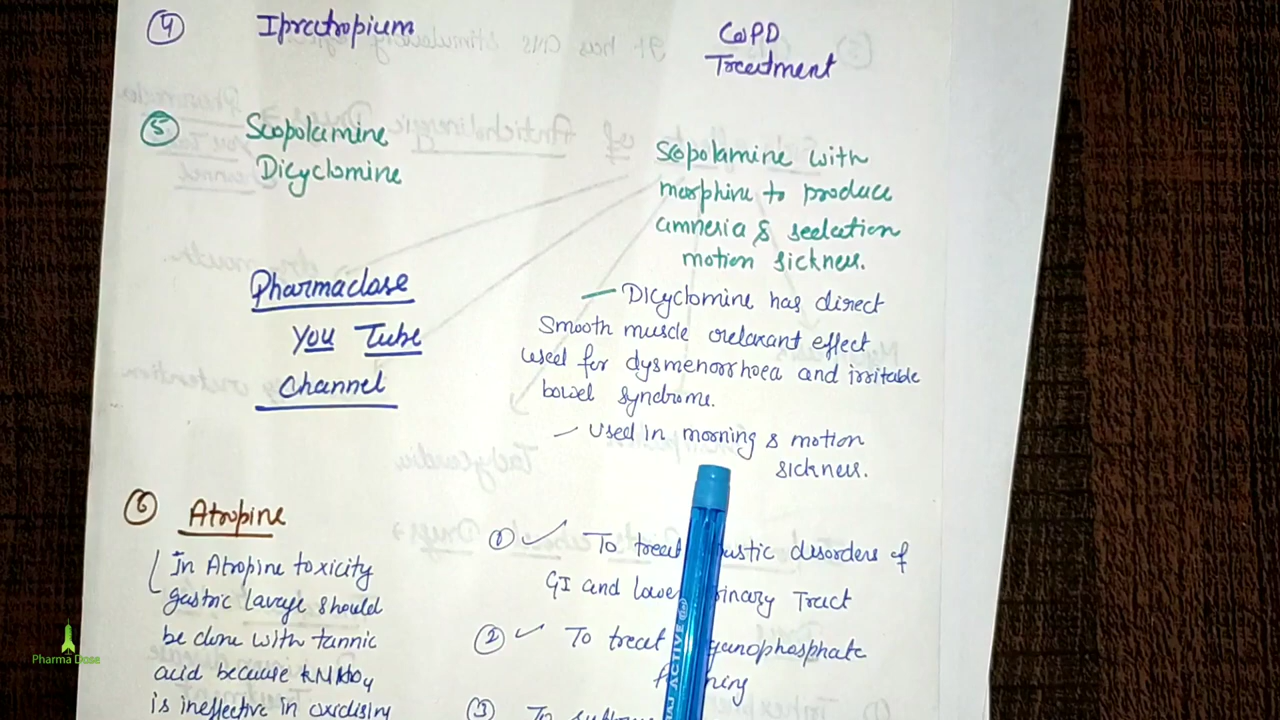 ④ Ipratropium COPD
Treatment
⑤ Scopolamine
Dicyclomine
Scopolamine with
morphine to produce
amnesia & sedation
motion sickness.
Pharmadose
You Tube
Channel
– Dicyclomine has direct
Smooth muscle relaxant effect
used for dysmenorrhoea and irritable
bowel syndrome.
– Used in morning & motion
sickness.
⑥ Atropine
In Atropine toxicity
gastric lavage should
be done with tannic
acid because
is ineffective in oxidising
① ✓ To treat disorders of
GI and lower Tract
② ✓ To treat
③ To
Pharma Dose